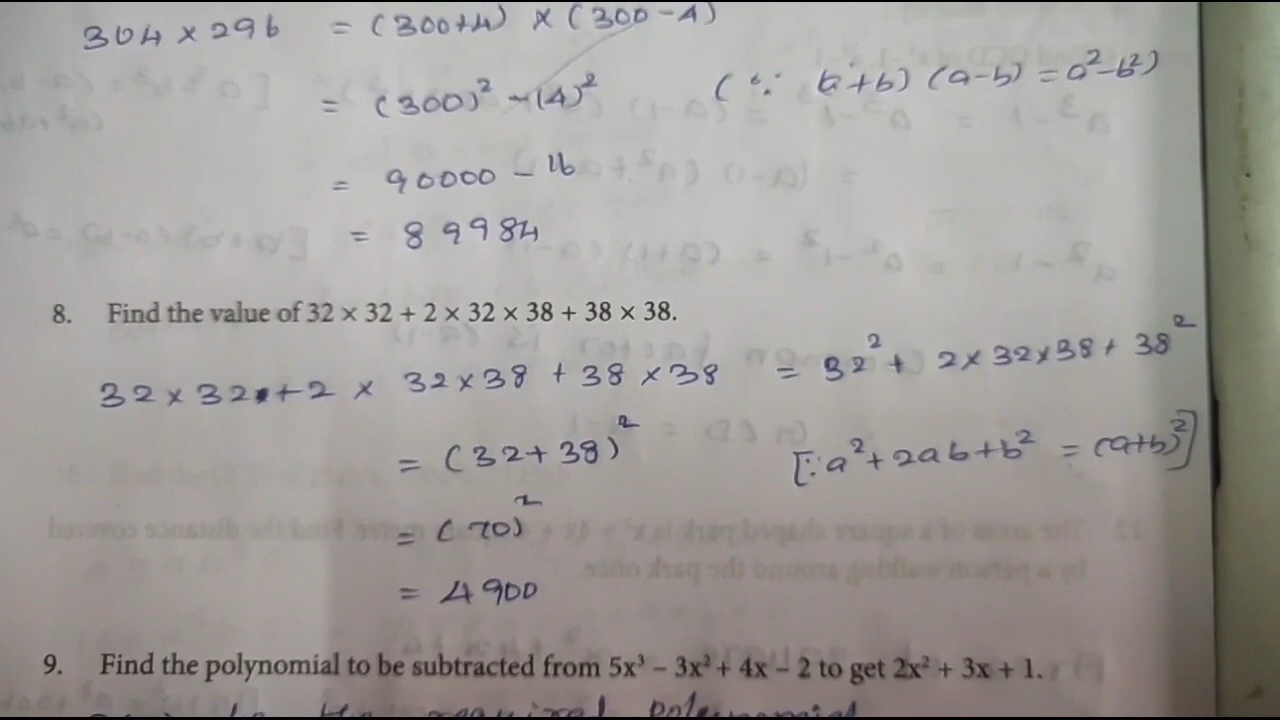 304 × 296 = (300+4) × (300-4)
= (300)² - (4)² (∵ (a+b) (a-b) = a²-b²)
= 90000 - 16
= 89984
8. Find the value of 32 × 32 + 2 × 32 × 38 + 38 × 38.
32 × 32 + 2 × 32 × 38 + 38 × 38 = 32² + 2 × 32 × 38 + 38²
= (32 + 38)² [∵ a² + 2ab + b² = (a+b)²]
= (70)²
= 4900
9. Find the polynomial to be subtracted from 5x³ – 3x² + 4x – 2 to get 2x² + 3x + 1.
the required polynomial